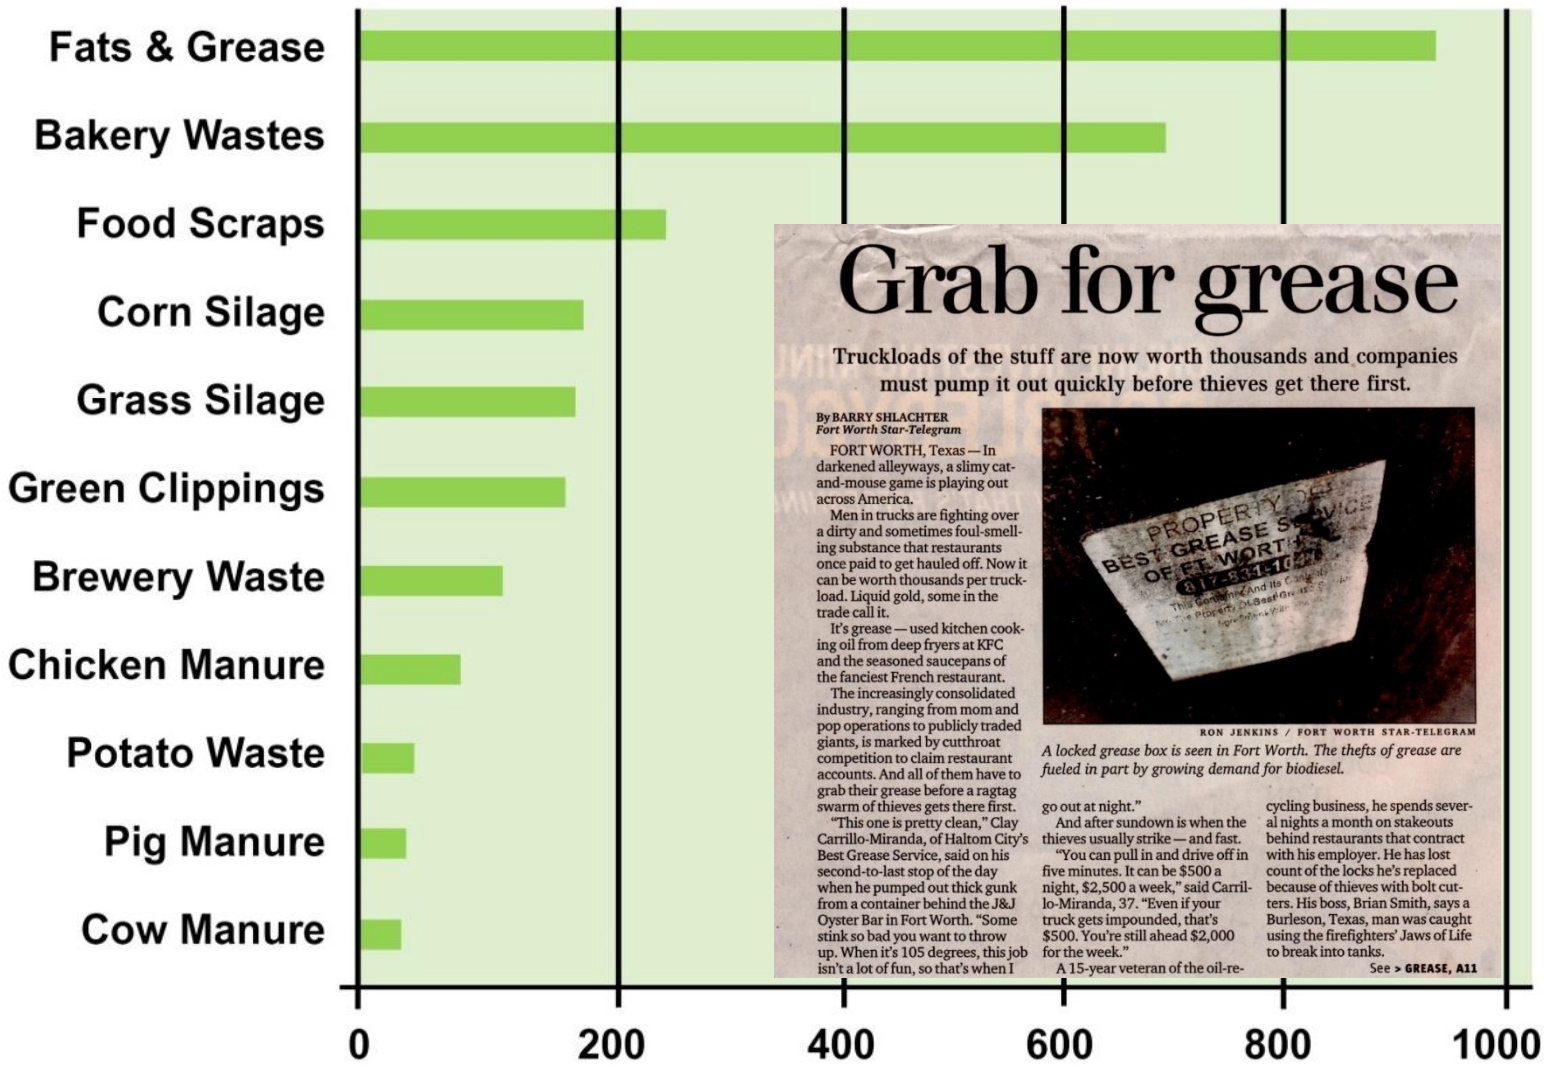 Fats & Grease
Bakery Wastes
Food Scraps
Corn Silage
Grass Silage
Green Clippings
Brewery Waste
Chicken Manure
Potato Waste
Pig Manure
Cow Manure
0 200 400 600 800 1000
Grab for grease
Truckloads of the stuff are now worth thousands and companies
must pump it out quickly before thieves get there first.
By BARRY SHLACHTER
Fort Worth Star-Telegram
FORT WORTH, Texas — In
darkened alleyways, a slimy cat-
and-mouse game is playing out
across America.
Men in trucks are fighting over
a dirty and sometimes foul-smell-
ing substance that restaurants
once paid to get hauled off. Now it
can be worth thousands per truck-
load. Liquid gold, some in the
trade call it.
It's grease — used kitchen cook-
ing oil from deep fryers at KFC
and the seasoned saucepans of
the fanciest French restaurant.
The increasingly consolidated
industry, ranging from mom and
pop operations to publicly traded
giants, is marked by cutthroat
competition to claim restaurant
accounts. And all of them have to
grab their grease before a ragtag
swarm of thieves gets there first.
"This one is pretty clean," Clay
Carrillo-Miranda, of Haltom City's
Best Grease Service, said on his
second-to-last stop of the day
when he pumped out thick gunk
from a container behind the J&J
Oyster Bar in Fort Worth. "Some
stink so bad you want to throw
up. When it's 105 degrees, this job
isn't a lot of fun, so that's when I
PROPERTY OF
BEST GREASE SERVICE
OF FT. WORTH
RON JENKINS / FORT WORTH STAR-TELEGRAM
A locked grease box is seen in Fort Worth. The thefts of grease are
fueled in part by growing demand for biodiesel.
go out at night."
And after sundown is when the
thieves usually strike — and fast.
"You can pull in and drive off in
five minutes. It can be $500 a
night, $2,500 a week," said Carril-
lo-Miranda, 37. "Even if your
truck gets impounded, that's
$500. You're still ahead $2,000
for the week."
A 15-year veteran of the oil-re-
cycling business, he spends sever-
al nights a month on stakeouts
behind restaurants that contract
with his employer. He has lost
count of the locks he's replaced
because of thieves with bolt cut-
ters. His boss, Brian Smith, says a
Burleson, Texas, man was caught
using the firefighters' Jaws of Life
to break into tanks.
See > GREASE, A11